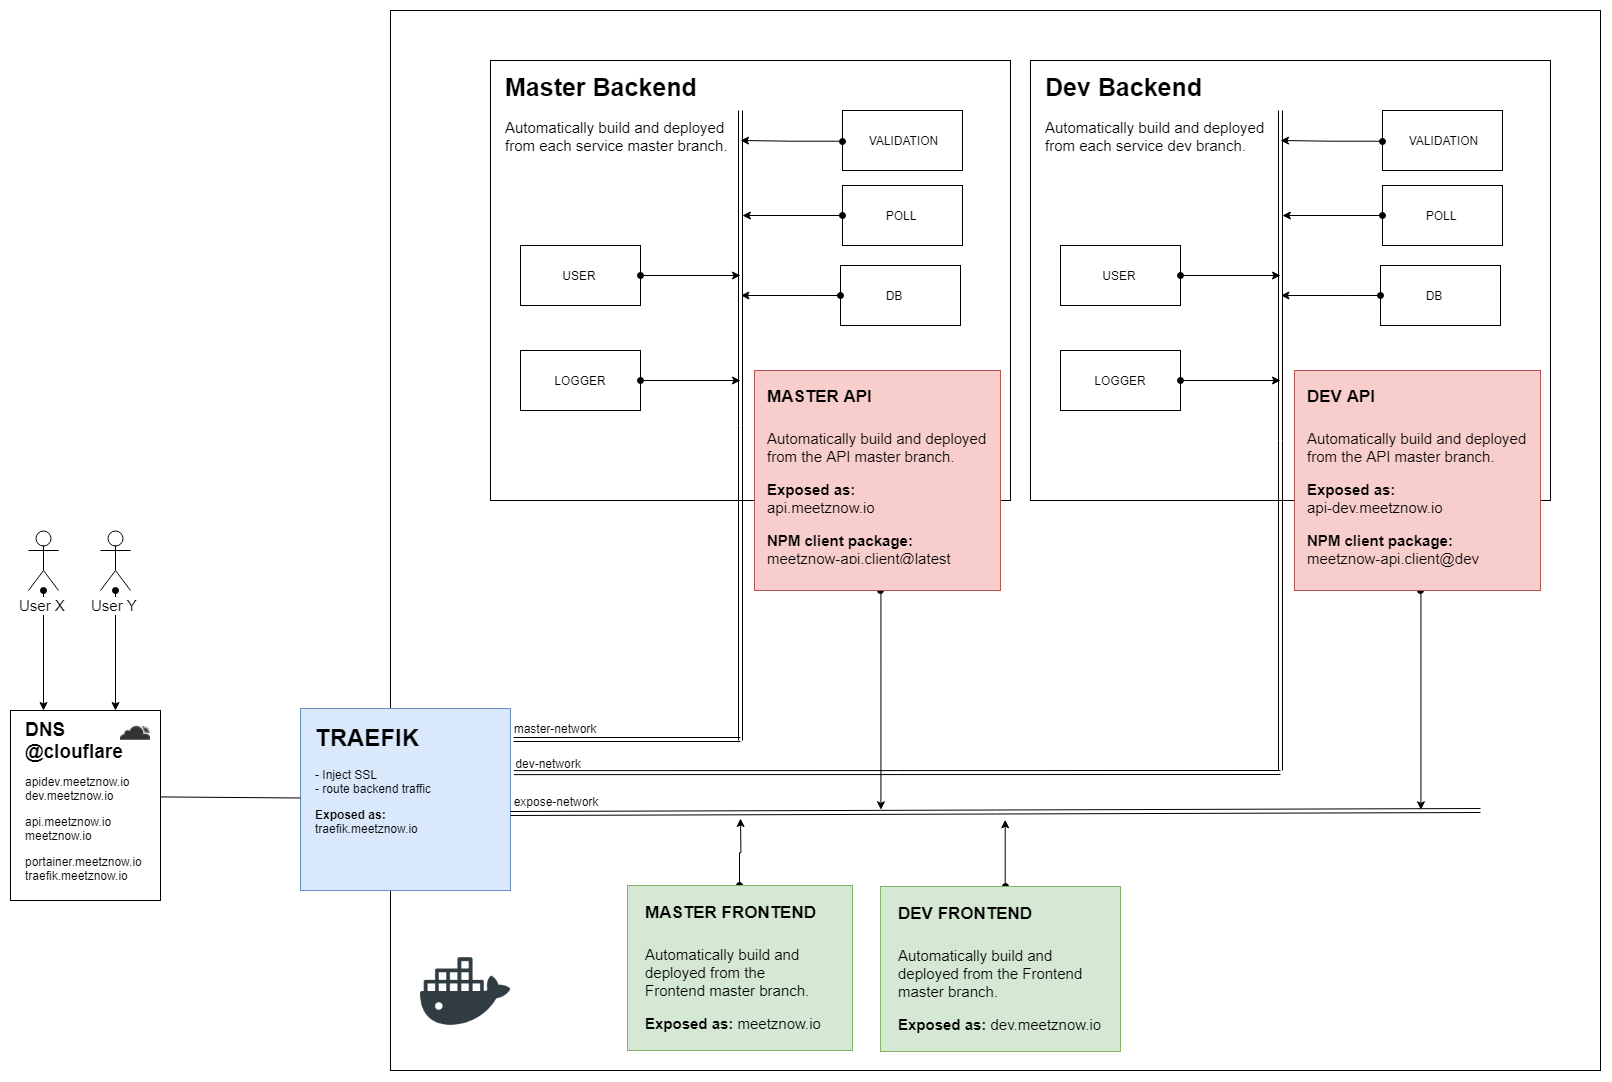 Master Backend
Automatically build and deployed
from each service master branch.
VALIDATION
POLL
USER
DB
LOGGER
MASTER API
Automatically build and deployed
from the API master branch.
Exposed as:
api.meetznow.io
NPM client package:
meetznow-api.client@latest
Dev Backend
Automatically build and deployed
from each service dev branch.
VALIDATION
POLL
USER
DB
LOGGER
DEV API
Automatically build and deployed
from the API master branch.
Exposed as:
api-dev.meetznow.io
NPM client package:
meetznow-api.client@dev
User X
User Y
DNS
@clouflare
apidev.meetznow.io
dev.meetznow.io
api.meetznow.io
meetznow.io
portainer.meetznow.io
traefik.meetznow.io
TRAEFIK
- Inject SSL
- route backend traffic
Exposed as:
traefik.meetznow.io
master-network
dev-network
expose-network
MASTER FRONTEND
Automatically build and
deployed from the
Frontend master branch.
Exposed as: meetznow.io
DEV FRONTEND
Automatically build and
deployed from the Frontend
master branch.
Exposed as: dev.meetznow.io